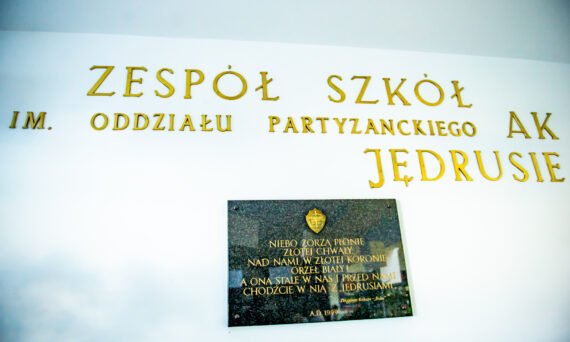 ZESPÓŁ SZKÓŁ
IM. ODDZIAŁU PARTYZANCKIEGO AK
JĘDRUSIE
NIEBO ZORZĄ PŁONIE
ZŁOTEJ CHWAŁY
NAD NAMI, W ZŁOTEJ KORONIE
ORZEŁ BIAŁY!
A ONA STALE W NAS I PRZED NAMI
CHODŹCIE W NIĄ Z JĘDRUSIAMI
A.D. 1999